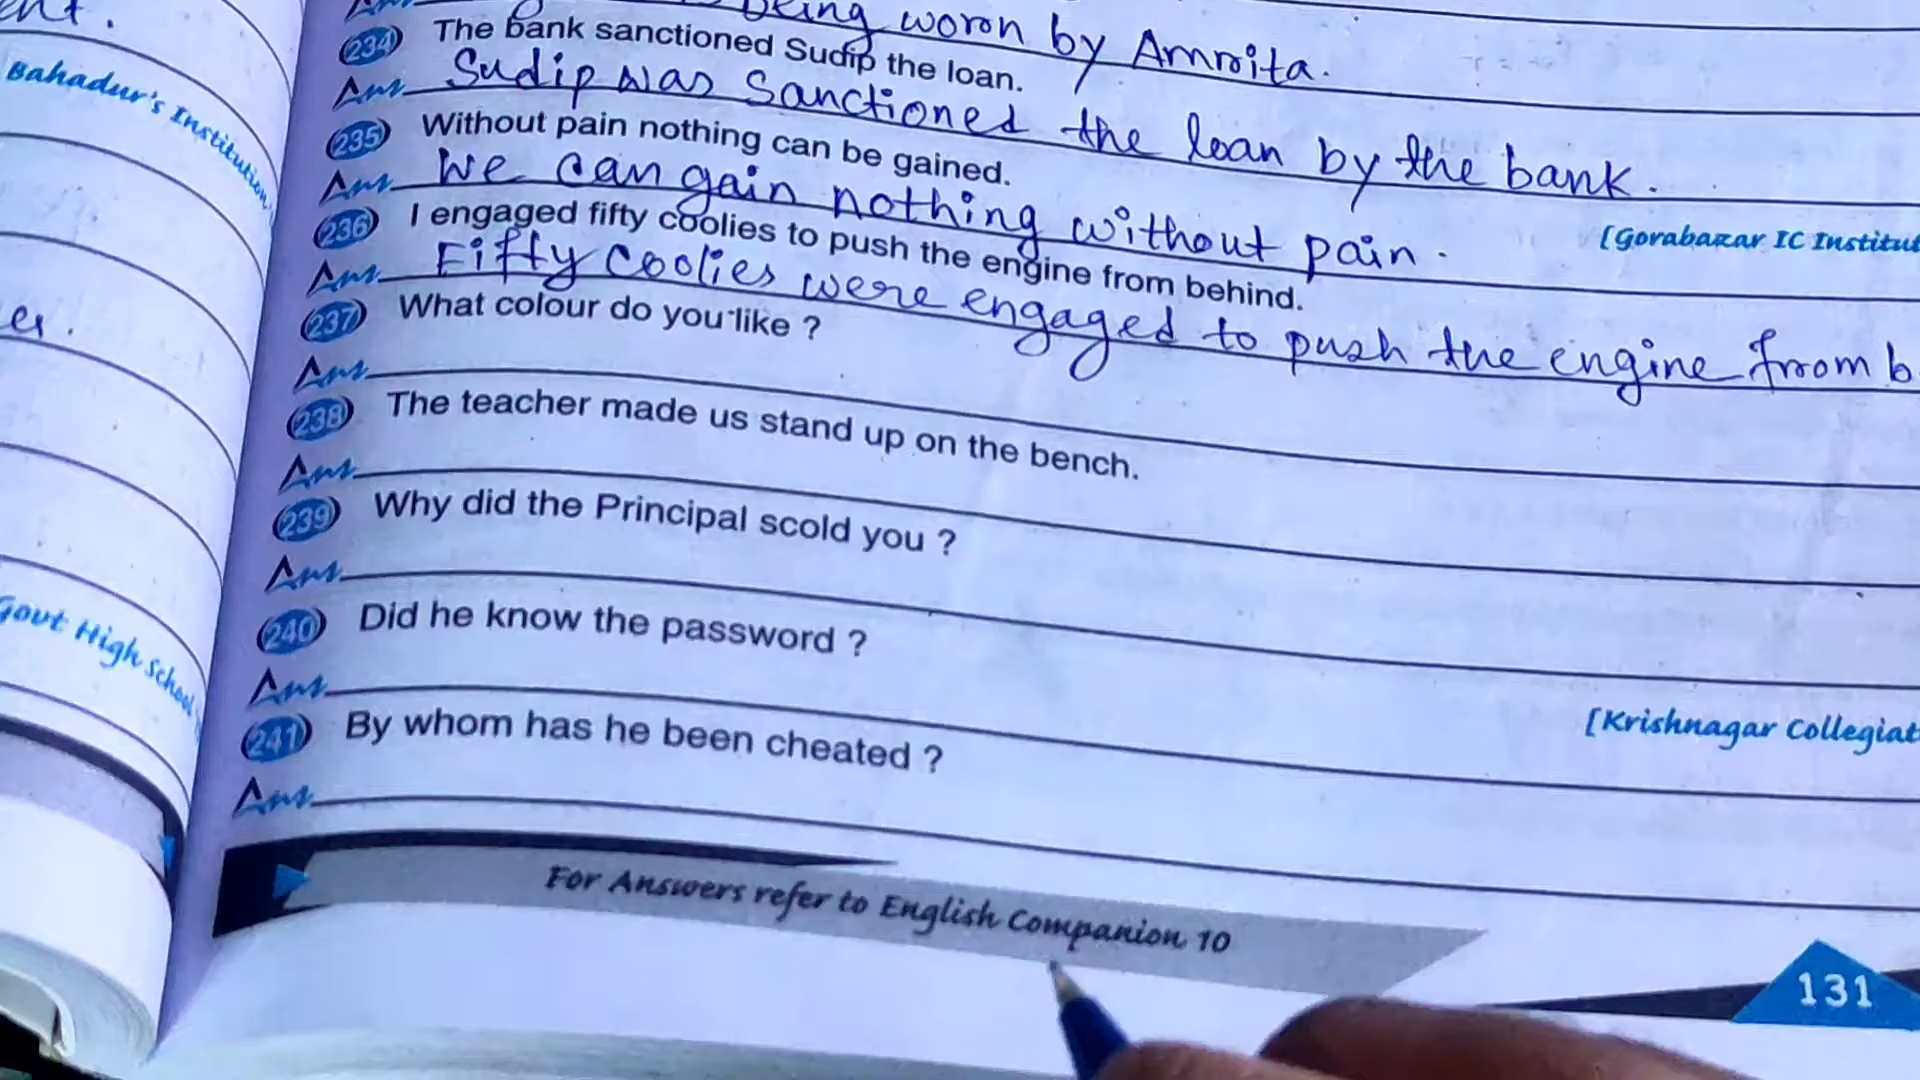 being woron by Amrita.
234 The bank sanctioned Sudip the loan.
Ans. Sudip was Sanctioned the loan by the bank.
235 Without pain nothing can be gained.
Ans. We can gain nothing without pain.
[Gorabazar IC Institut
236 I engaged fifty coolies to push the engine from behind.
Ans. Fifty coolies were engaged to push the engine from b
237 What colour do you like ?
Ans.
238 The teacher made us stand up on the bench.
Ans.
239 Why did the Principal scold you ?
Ans.
240 Did he know the password ?
Ans.
[Krishnagar Collegiat
241 By whom has he been cheated ?
Ans.
For Answers refer to English Companion 10
131
Bahadur's Institution
Govt High School